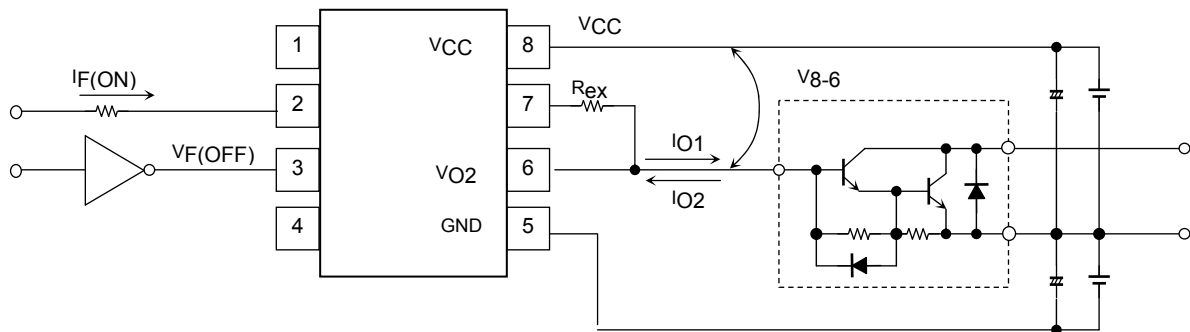 VCC
1
VCC
8
V8-6
IF(ON)
2
7
Rex
IO1
VF(OFF)
3
VO2
6
IO2
4
GND
5